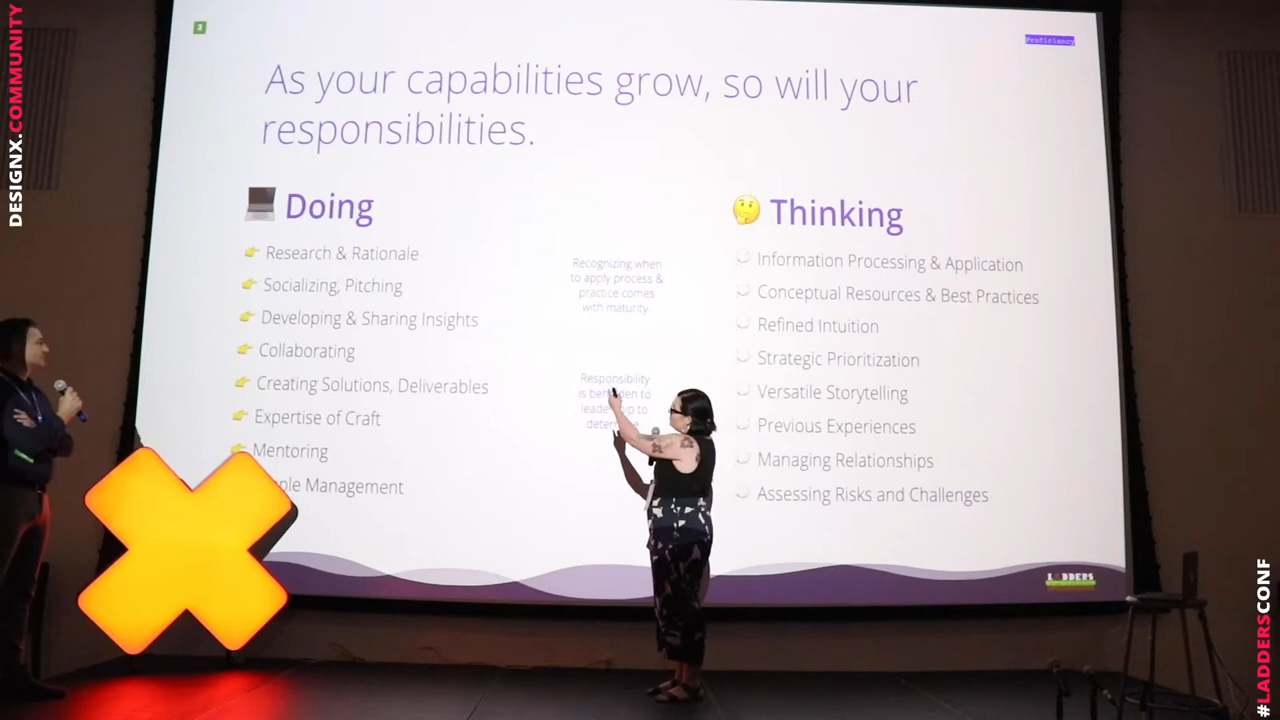 DESIGNX.COMMUNITY
2
Proficiency
As your capabilities grow, so will your
responsibilities.
Doing
Research & Rationale
Socializing, Pitching
Developing & Sharing Insights
Collaborating
Creating Solutions, Deliverables
Expertise of Craft
Mentoring
Management
Recognizing when
to apply process &
practice comes
with maturity.
Responsibility
is to
to
Thinking
Information Processing & Application
Conceptual Resources & Best Practices
Refined Intuition
Strategic Prioritization
Versatile Storytelling
Previous Experiences
Managing Relationships
Assessing Risks and Challenges
LADDERS
#LADDERSCONF